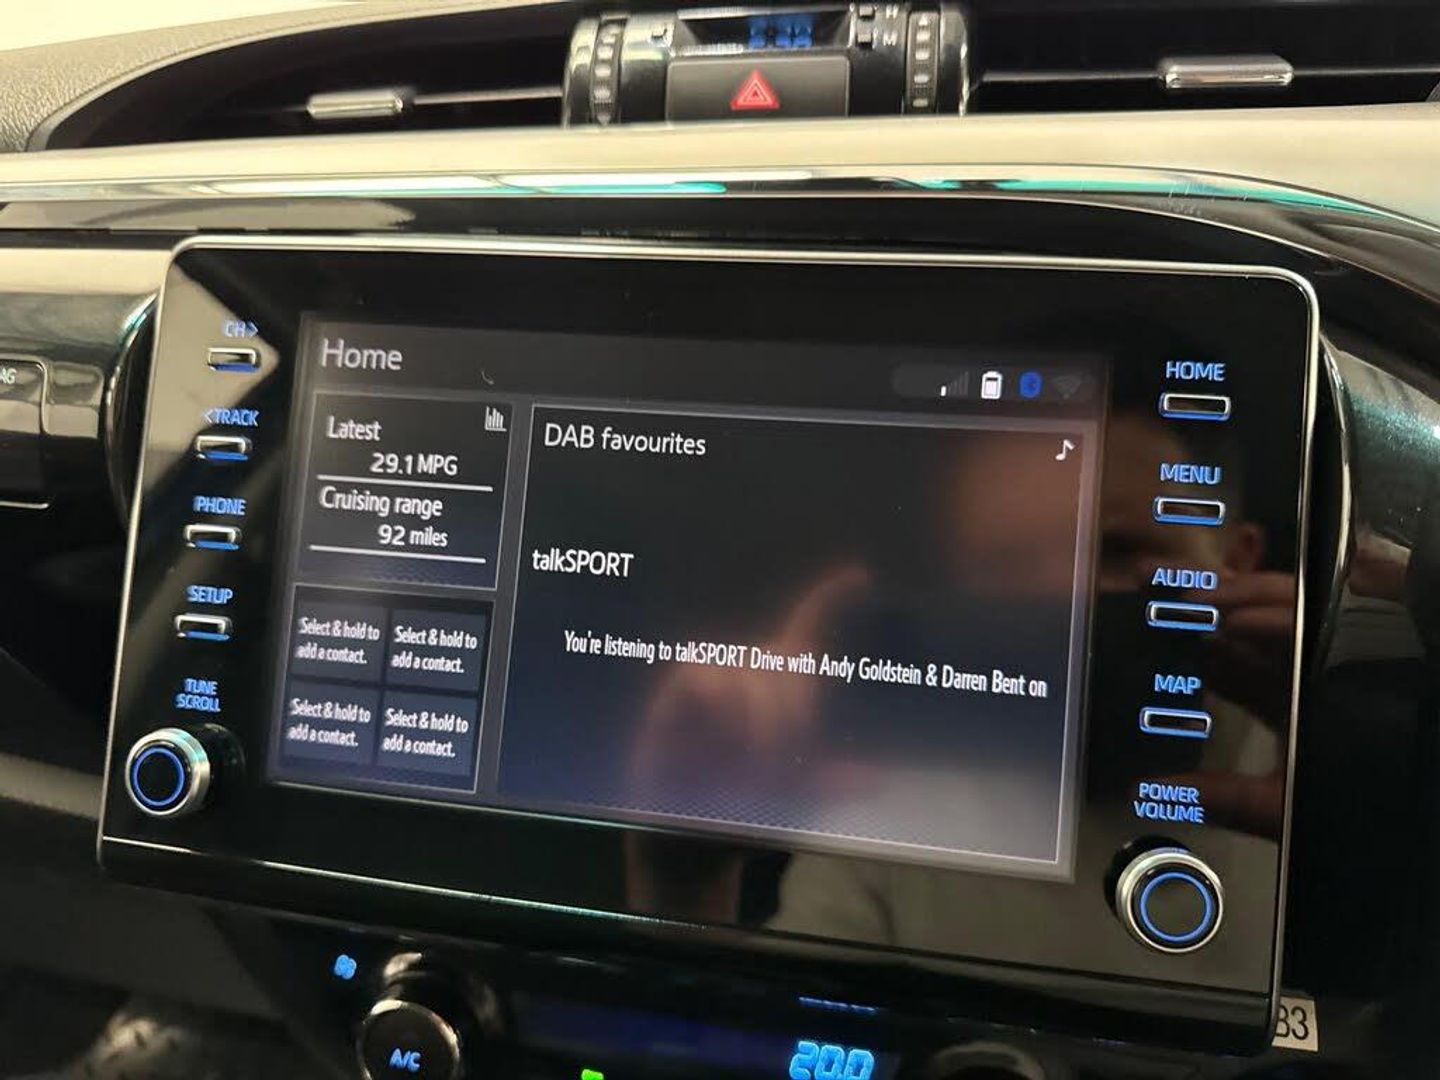 H
M
AG
CH>
<TRACK
PHONE
SETUP
TUNE
SCROLL
Home
Latest
29.1 MPG
Cruising range
92 miles
Select & hold to
add a contact.
Select & hold to
add a contact.
Select & hold to
add a contact.
Select & hold to
add a contact.
DAB favourites
talkSPORT
You're listening to talkSPORT Drive with Andy Goldstein & Darren Bent on
HOME
MENU
AUDIO
MAP
POWER
VOLUME
A/C
20.0
B3